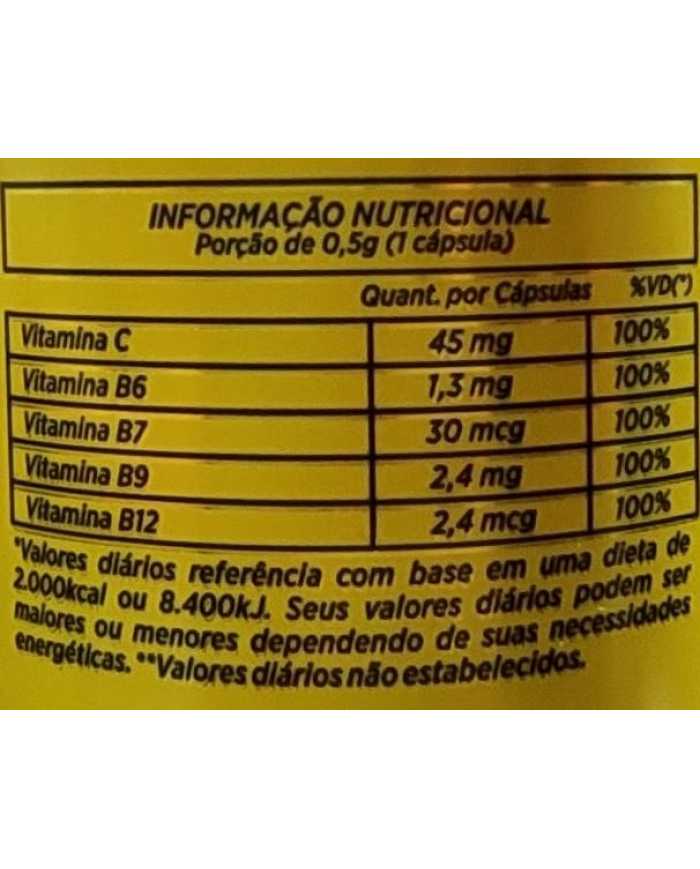 INFORMAÇÃO NUTRICIONAL
Porção de 0,5g (1 cápsula)
Quant. por Cápsulas %VD(*)
Vitamina C 45 mg 100%
Vitamina B6 1,3 mg 100%
Vitamina B7 30 mcg 100%
Vitamina B9 2,4 mg 100%
Vitamina B12 2,4 mcg 100%
*Valores diários referência com base em uma dieta de
2.000kcal ou 8.400kJ. Seus valores diários podem ser
maiores ou menores dependendo de suas necessidades
energéticas. **Valores diários não estabelecidos.